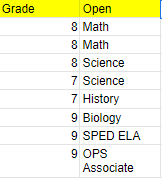 Grade Open
8 Math
8 Math
8 Science
7 Science
7 History
9 Biology
9 SPED ELA
9 OPS
Associate